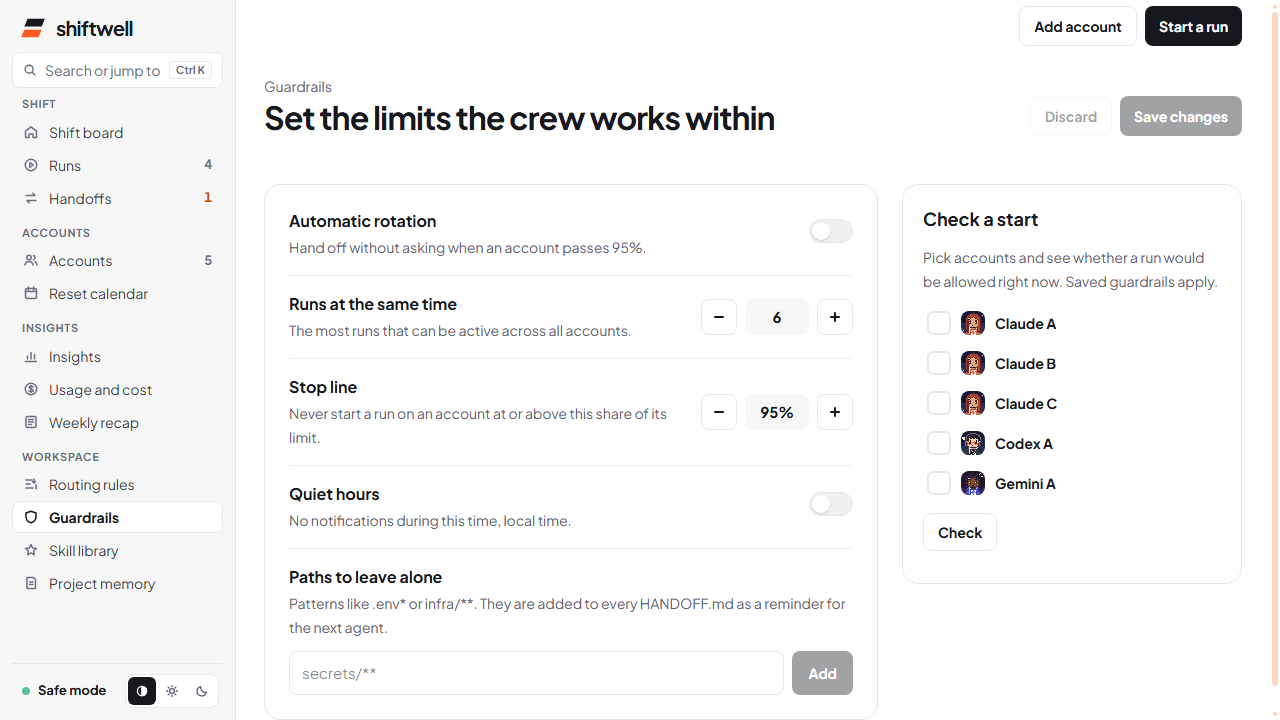 shiftwell
Search or jump to
Ctrl K
SHIFT
Shift board
Runs 4
Handoffs 1
ACCOUNTS
Accounts 5
Reset calendar
INSIGHTS
Insights
Usage and cost
Weekly recap
WORKSPACE
Routing rules
Guardrails
Skill library
Project memory
Safe mode
Add account
Start a run
Guardrails
Set the limits the crew works within
Discard
Save changes
Automatic rotation
Hand off without asking when an account passes 95%.
Runs at the same time
The most runs that can be active across all accounts.
− 6 +
Stop line
Never start a run on an account at or above this share of its
limit.
− 95% +
Quiet hours
No notifications during this time, local time.
Paths to leave alone
Patterns like .env* or infra/**. They are added to every HANDOFF.md as a reminder for
the next agent.
secrets/**
Add
Check a start
Pick accounts and see whether a run would
be allowed right now. Saved guardrails apply.
Claude A
Claude B
Claude C
Codex A
Gemini A
Check